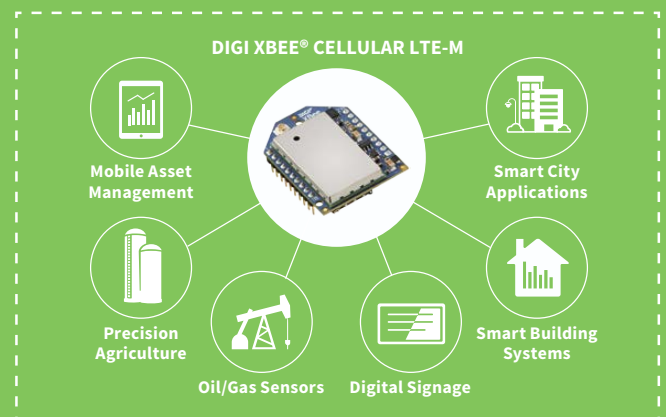 DIGI XBEE® CELLULAR LTE-M
Mobile Asset
Management
Smart City
Applications
Precision
Agriculture
Smart Building
Systems
Oil/Gas Sensors
Digital Signage